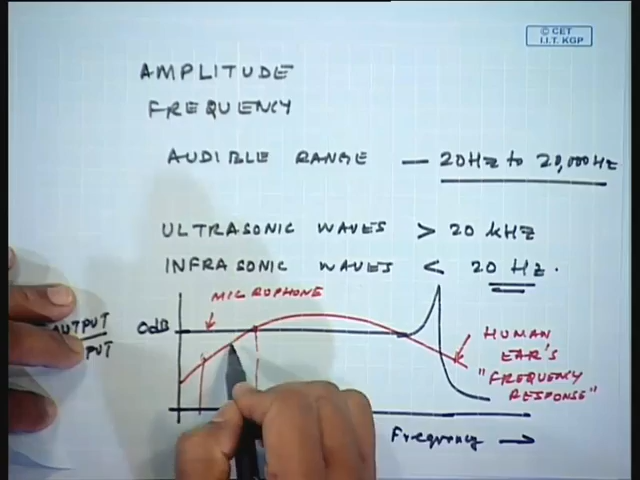 © CET
I.I.T. KGP
AMPLITUDE
FREQUENCY
AUDIBLE RANGE — 20Hz to 20,000Hz
ULTRASONIC WAVES > 20 kHz
INFRASONIC WAVES < 20 Hz.
MICROPHONE
OUTPUT
PUT
0dB
HUMAN
EAR'S
"FREQUENCY
RESPONSE"
Frequency →